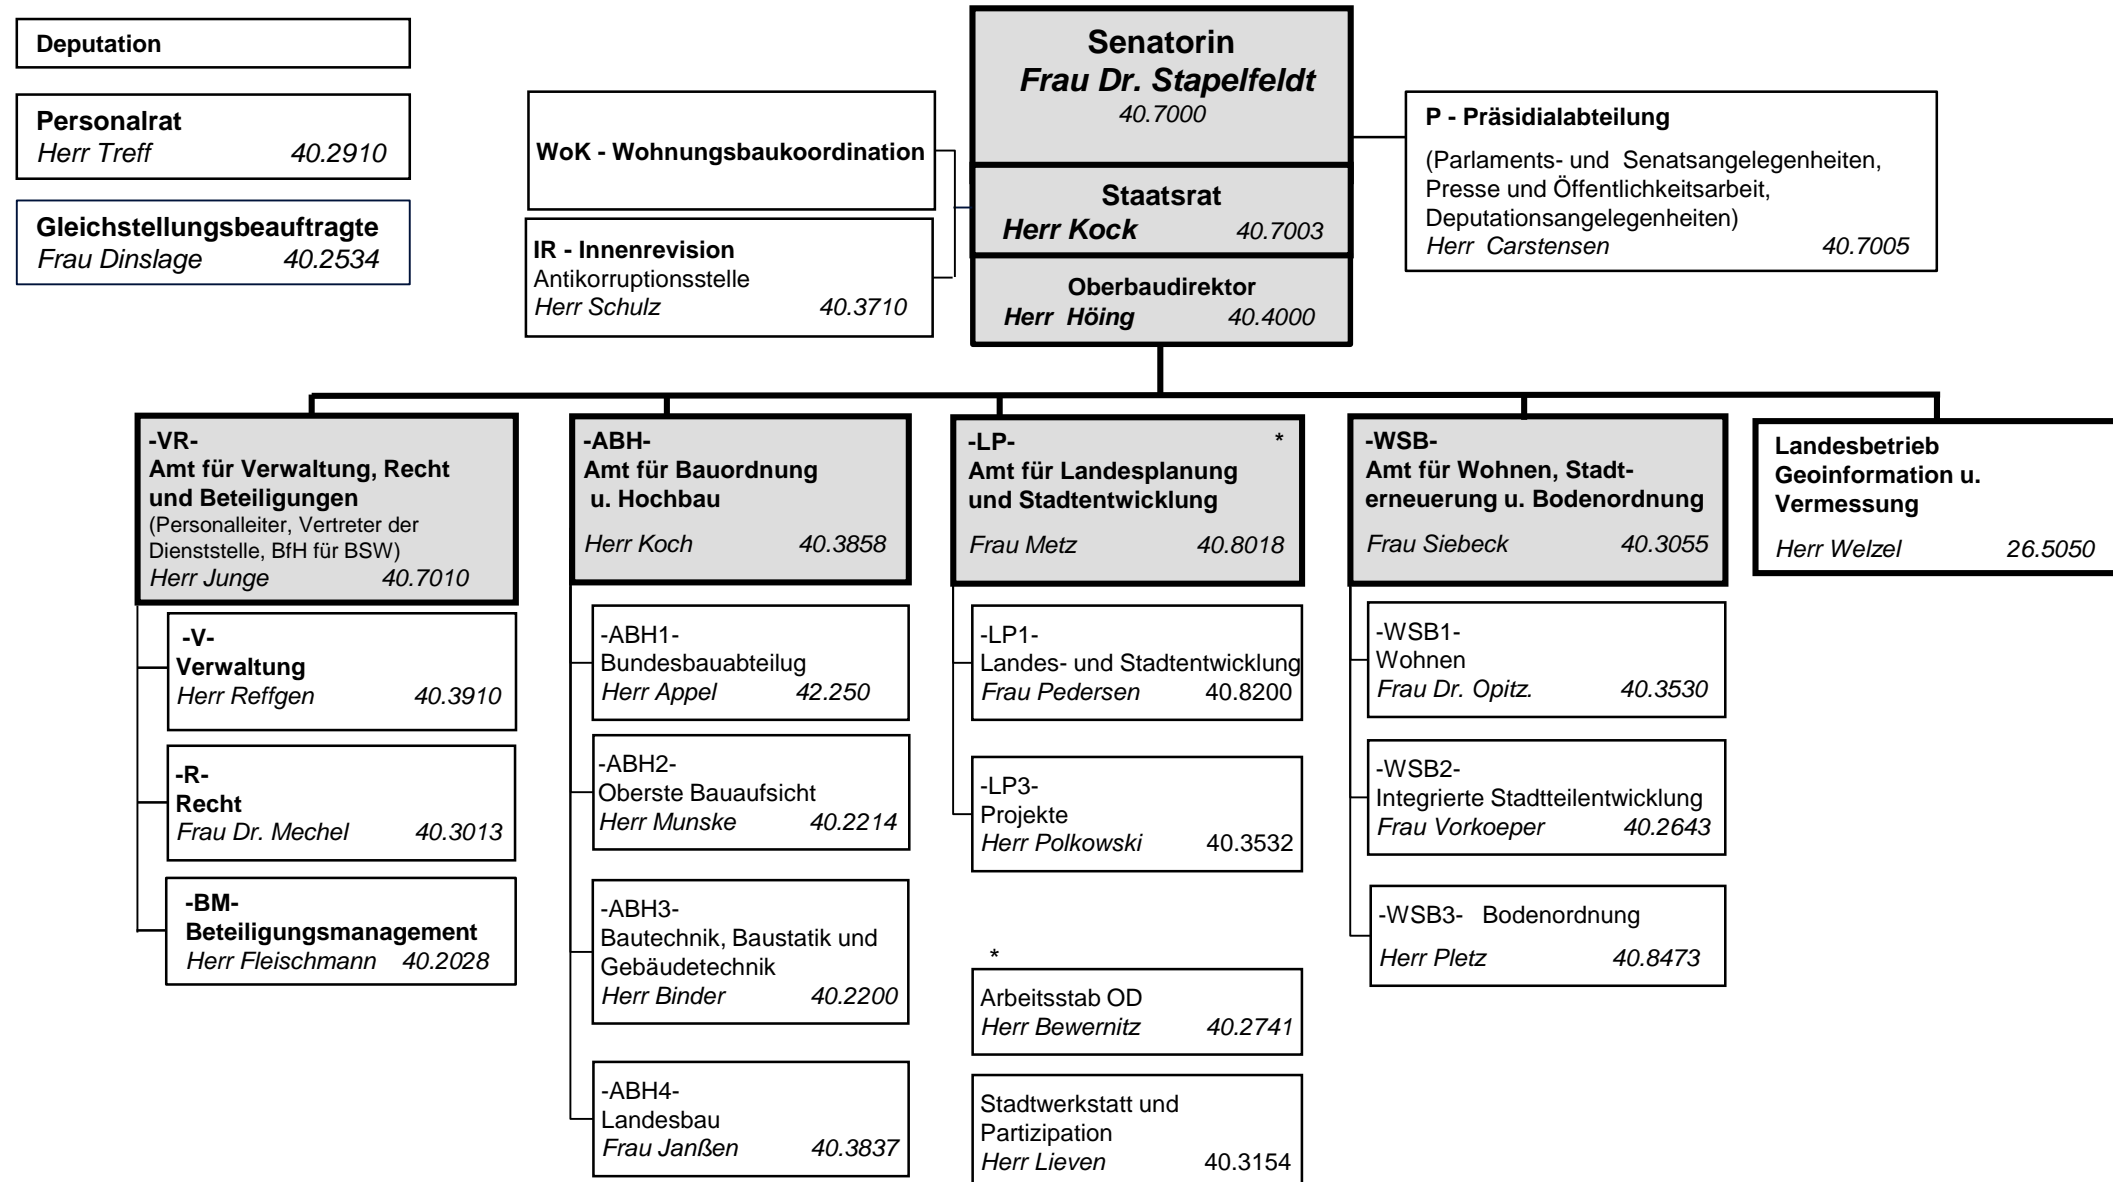 Deputation
Personalrat
Herr Treff 40.2910
Gleichstellungsbeauftragte
Frau Dinslage 40.2534
WoK - Wohnungsbaukoordination
IR - Innenrevision
Antikorruptionsstelle
Herr Schulz 40.3710
Senatorin
Frau Dr. Stapelfeldt
40.7000
Staatsrat
Herr Kock 40.7003
Oberbaudirektor
Herr Höing 40.4000
P - Präsidialabteilung
(Parlaments- und Senatsangelegenheiten,
Presse und Öffentlichkeitsarbeit,
Deputationsangelegenheiten)
Herr Carstensen 40.7005
-VR-
Amt für Verwaltung, Recht
und Beteiligungen
(Personalleiter, Vertreter der
Dienststelle, BfH für BSW)
Herr Junge 40.7010
-V-
Verwaltung
Herr Reffgen 40.3910
-R-
Recht
Frau Dr. Mechel 40.3013
-BM-
Beteiligungsmanagement
Herr Fleischmann 40.2028
-ABH-
Amt für Bauordnung
u. Hochbau
Herr Koch 40.3858
-ABH1-
Bundesbauabteilug
Herr Appel 42.250
-ABH2-
Oberste Bauaufsicht
Herr Munske 40.2214
-ABH3-
Bautechnik, Baustatik und
Gebäudetechnik
Herr Binder 40.2200
-ABH4-
Landesbau
Frau Janßen 40.3837
-LP- *
Amt für Landesplanung
und Stadtentwicklung
Frau Metz 40.8018
-LP1-
Landes- und Stadtentwicklung
Frau Pedersen 40.8200
-LP3-
Projekte
Herr Polkowski 40.3532
*
Arbeitsstab OD
Herr Bewernitz 40.2741
Stadtwerkstatt und
Partizipation
Herr Lieven 40.3154
-WSB-
Amt für Wohnen, Stadt-
erneuerung u. Bodenordnung
Frau Siebeck 40.3055
-WSB1-
Wohnen
Frau Dr. Opitz. 40.3530
-WSB2-
Integrierte Stadtteilentwicklung
Frau Vorkoeper 40.2643
-WSB3- Bodenordnung
Herr Pletz 40.8473
Landesbetrieb
Geoinformation u.
Vermessung
Herr Welzel 26.5050